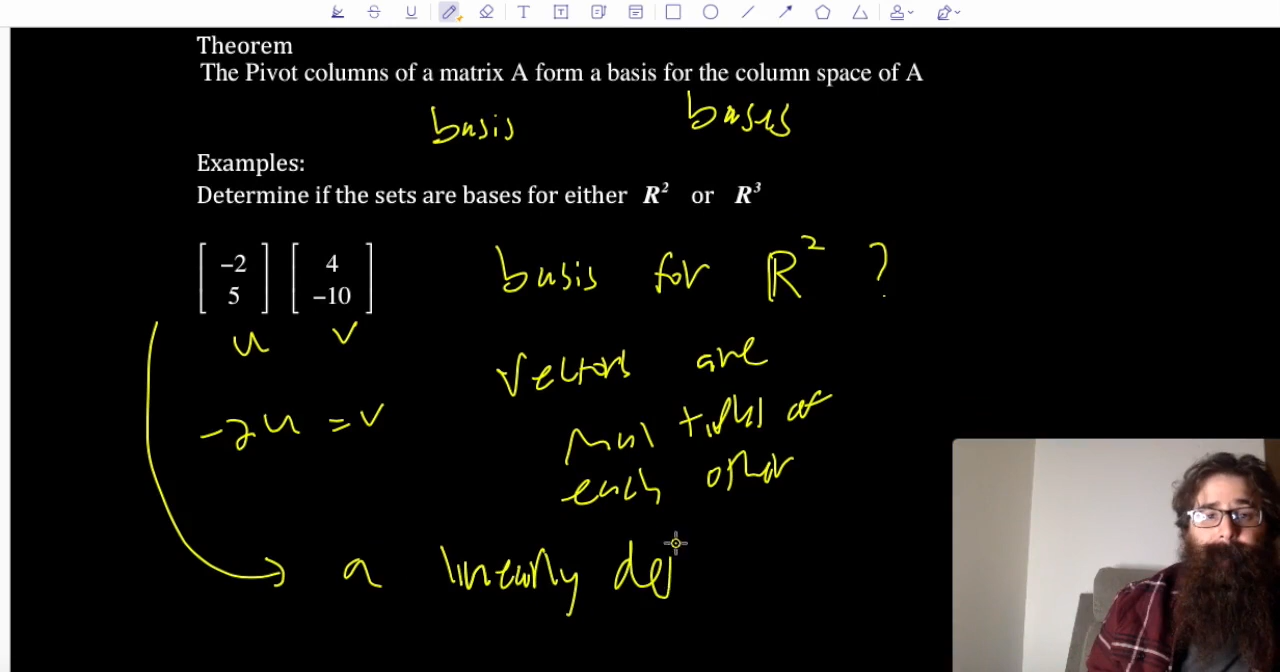 Theorem
The Pivot columns of a matrix A form a basis for the column space of A
basis bases
Examples:
Determine if the sets are bases for either R² or R³
[-2 5] [4 -10] basis for ℝ² ?
u v
vectors are
-2u = v multiples of
each other
→ a linearly dep